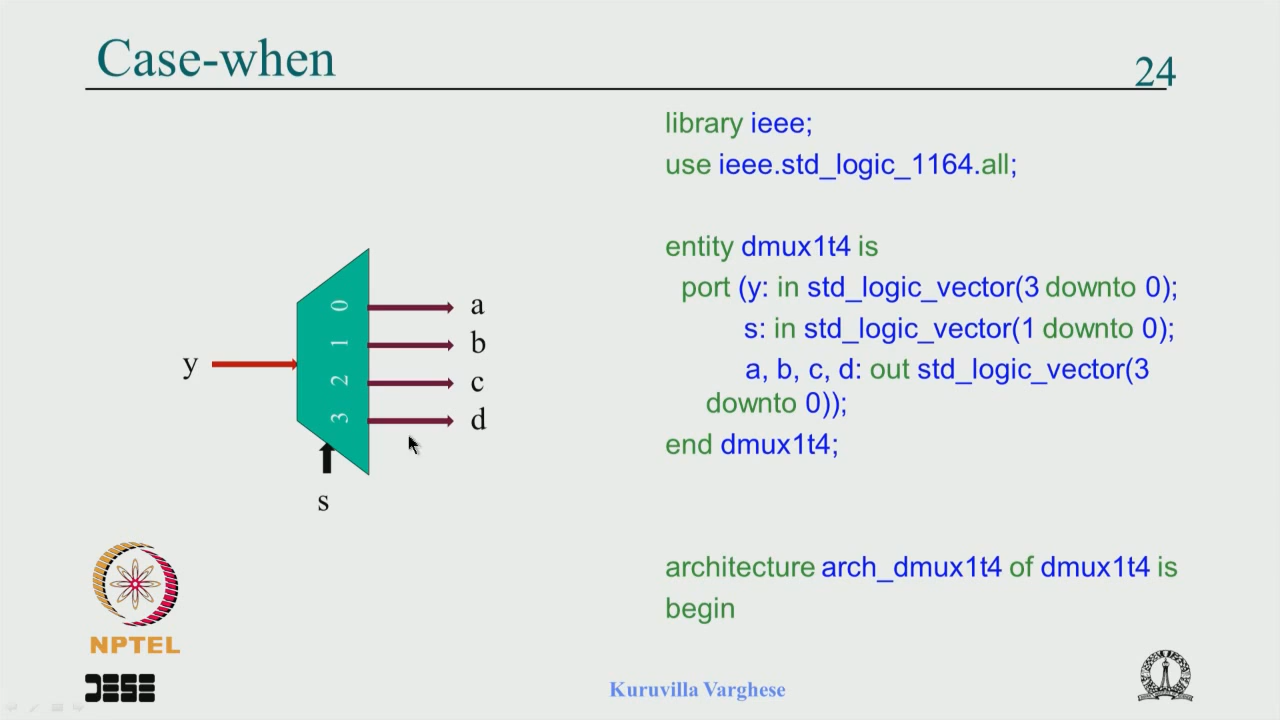 Case-when
24
library ieee;
use ieee.std_logic_1164.all;
entity dmux1t4 is
port (y: in std_logic_vector(3 downto 0);
s: in std_logic_vector(1 downto 0);
a, b, c, d: out std_logic_vector(3
downto 0));
end dmux1t4;
architecture arch_dmux1t4 of dmux1t4 is
begin
y
0
1
2
3
a
b
c
d
s
NPTEL
DESE
Kuruvilla Varghese